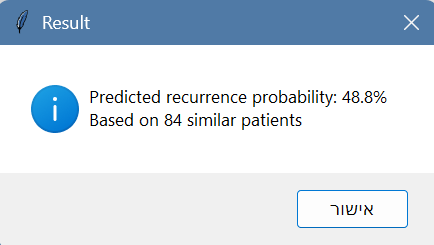 Result
Predicted recurrence probability: 48.8%
Based on 84 similar patients
אישור